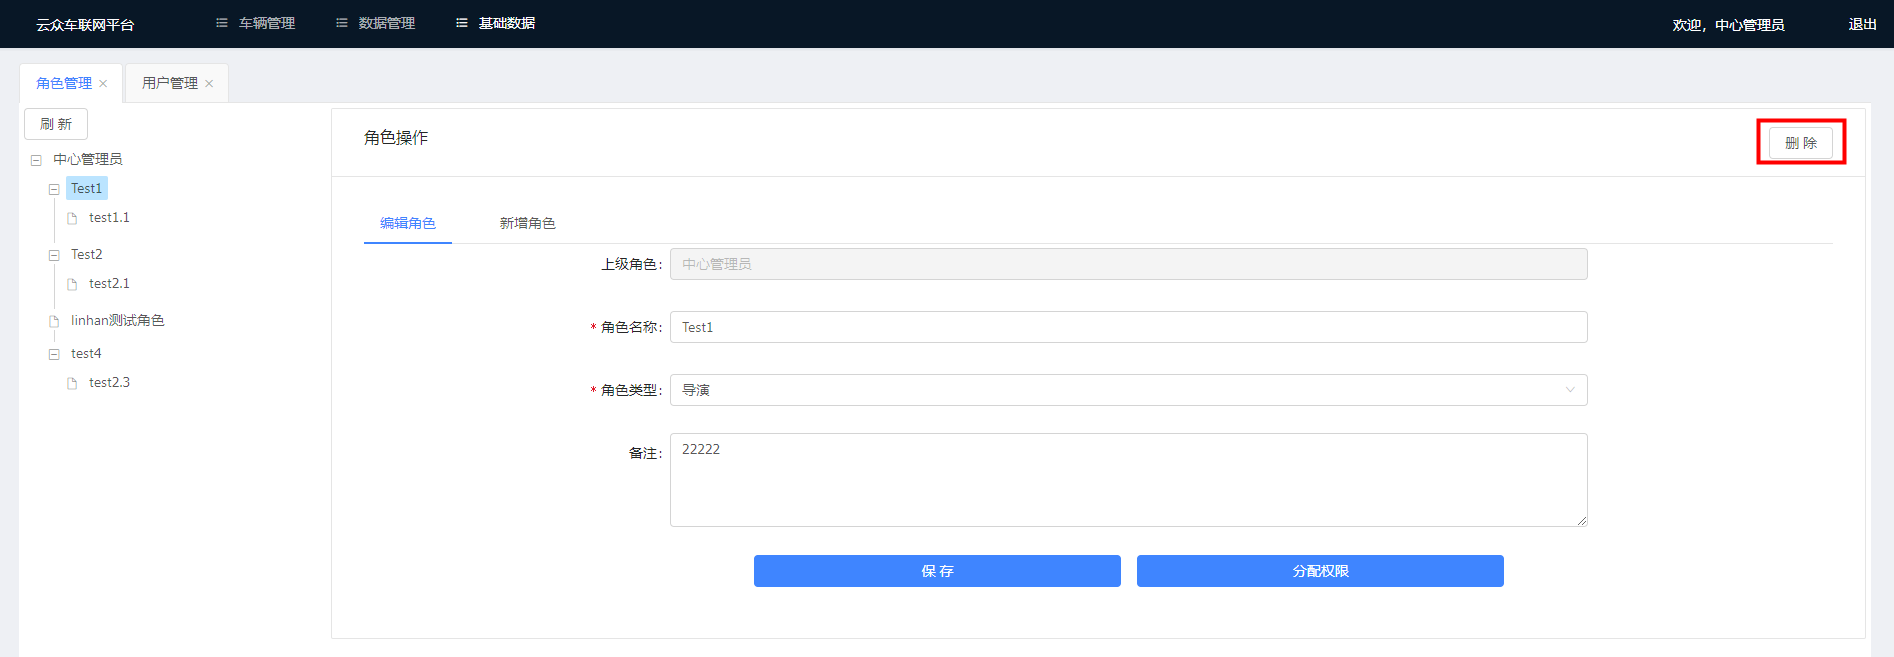 云众车联网平台
车辆管理
数据管理
基础数据
欢迎，中心管理员
退出
角色管理
用户管理
刷 新
中心管理员
Test1
test1.1
Test2
test2.1
linhan测试角色
test4
test2.3
角色操作
删 除
编辑角色
新增角色
上级角色：
中心管理员
* 角色名称：
Test1
* 角色类型：
导演
备注：
22222
保 存
分配权限